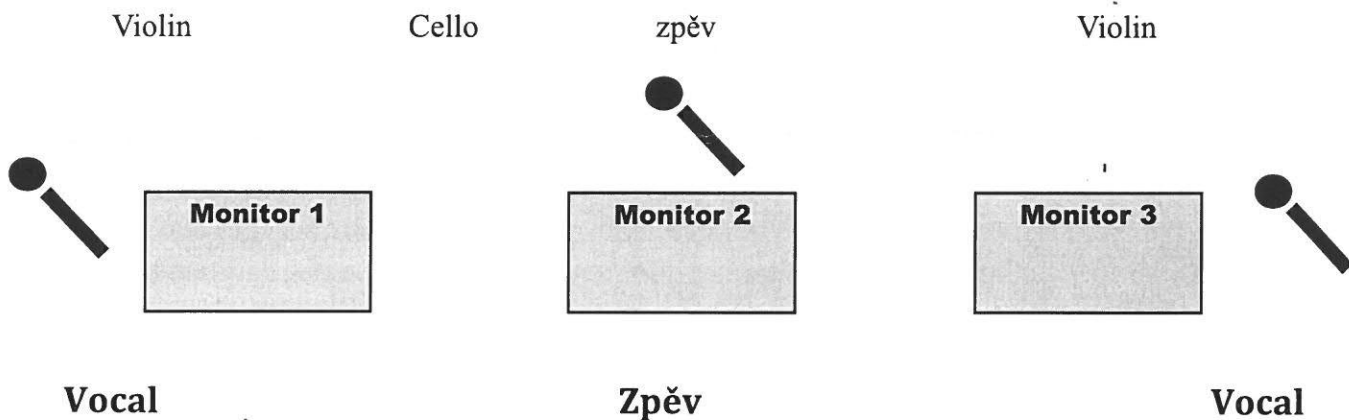 Violin Cello zpěv Violin
Monitor 1 Monitor 2 Monitor 3
Vocal Zpěv Vocal